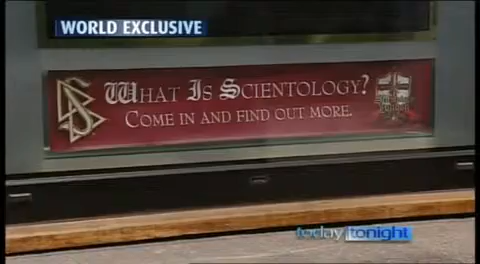 WORLD EXCLUSIVE
WHAT IS SCIENTOLOGY?
COME IN AND FIND OUT MORE.
today tonight